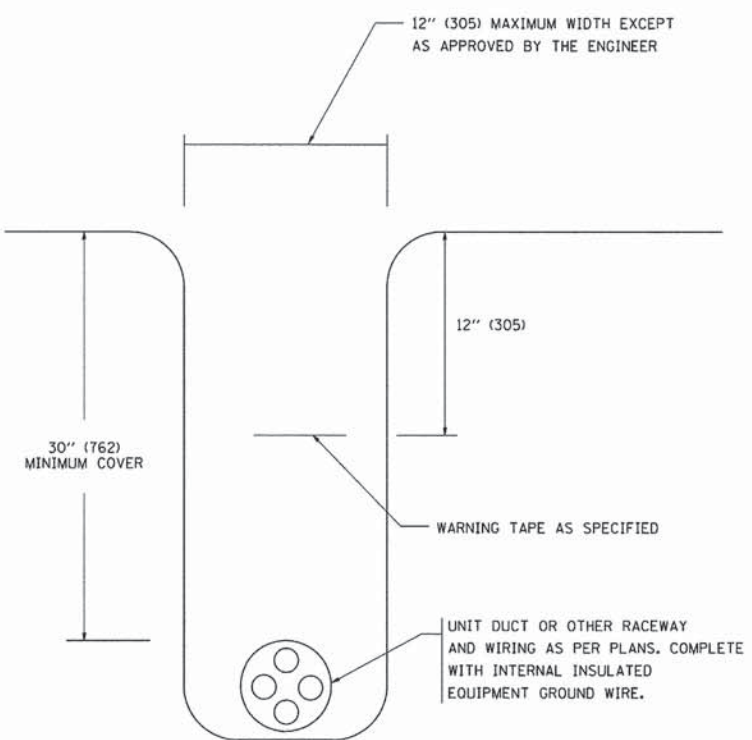 12" (305) MAXIMUM WIDTH EXCEPT
AS APPROVED BY THE ENGINEER
12" (305)
30" (762)
MINIMUM COVER
WARNING TAPE AS SPECIFIED
UNIT DUCT OR OTHER RACEWAY
AND WIRING AS PER PLANS. COMPLETE
WITH INTERNAL INSULATED
EQUIPMENT GROUND WIRE.